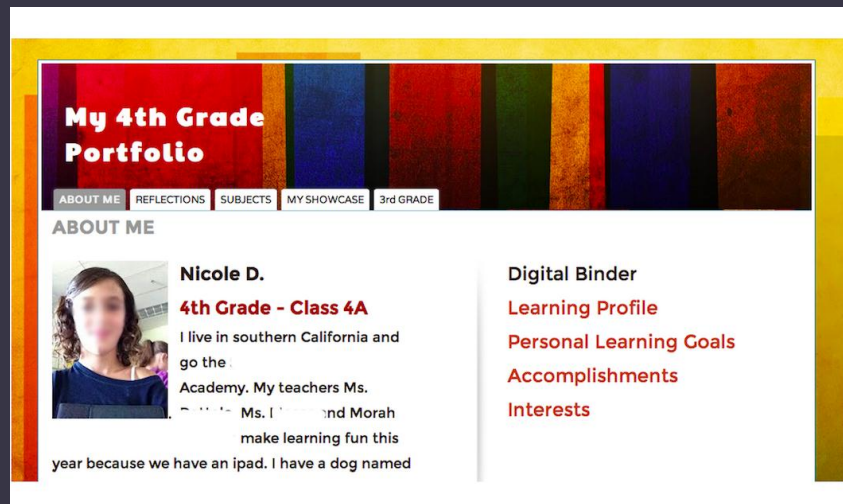 My 4th Grade
Portfolio
ABOUT ME
REFLECTIONS
SUBJECTS
MY SHOWCASE
3rd GRADE
ABOUT ME
Nicole D.
4th Grade - Class 4A
I live in southern California and
go the
Academy. My teachers Ms.
Ms. and Morah
make learning fun this
year because we have an ipad. I have a dog named
Digital Binder
Learning Profile
Personal Learning Goals
Accomplishments
Interests